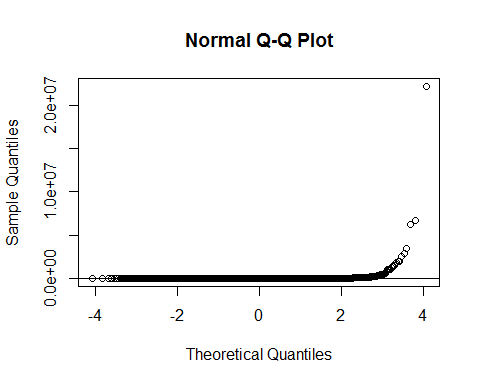 Normal Q-Q Plot
Sample Quantiles
2.0e+07
1.0e+07
0.0e+00
-4 -2 0 2 4
Theoretical Quantiles